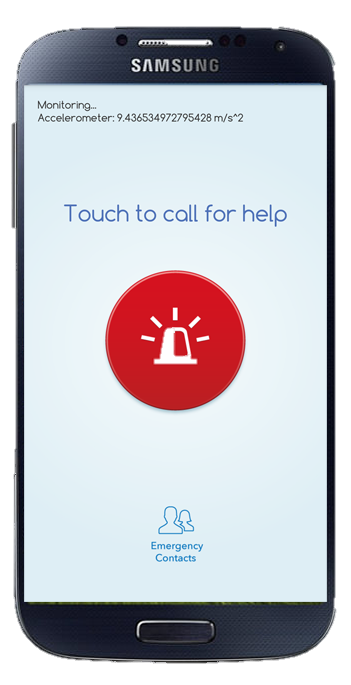 SAMSUNG
Monitoring...
Accelerometer: 9.436534972795428 m/s^2
Touch to call for help
Emergency
Contacts